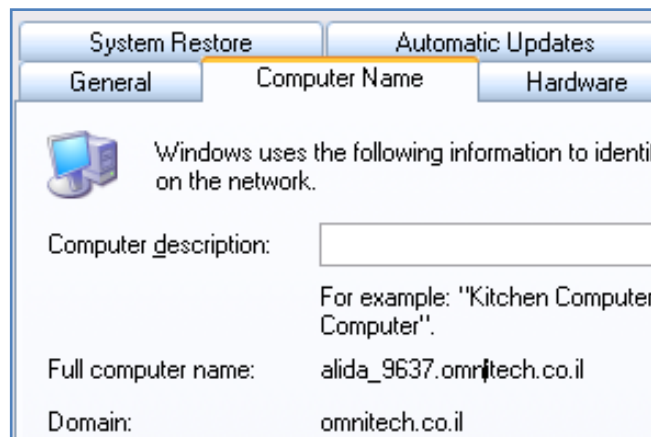 System Restore Automatic Updates
General Computer Name Hardware
Windows uses the following information to identif
on the network.
Computer description:
For example: "Kitchen Computer
Computer".
Full computer name: alida_9637.omnitech.co.il
Domain: omnitech.co.il